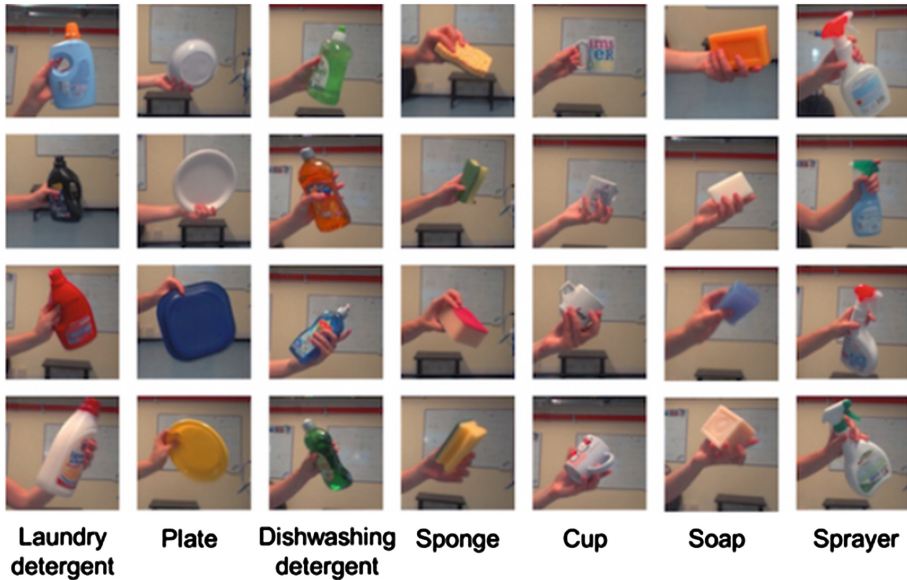 Laundry
detergent
Plate
Dishwashing
detergent
Sponge
Cup
Soap
Sprayer